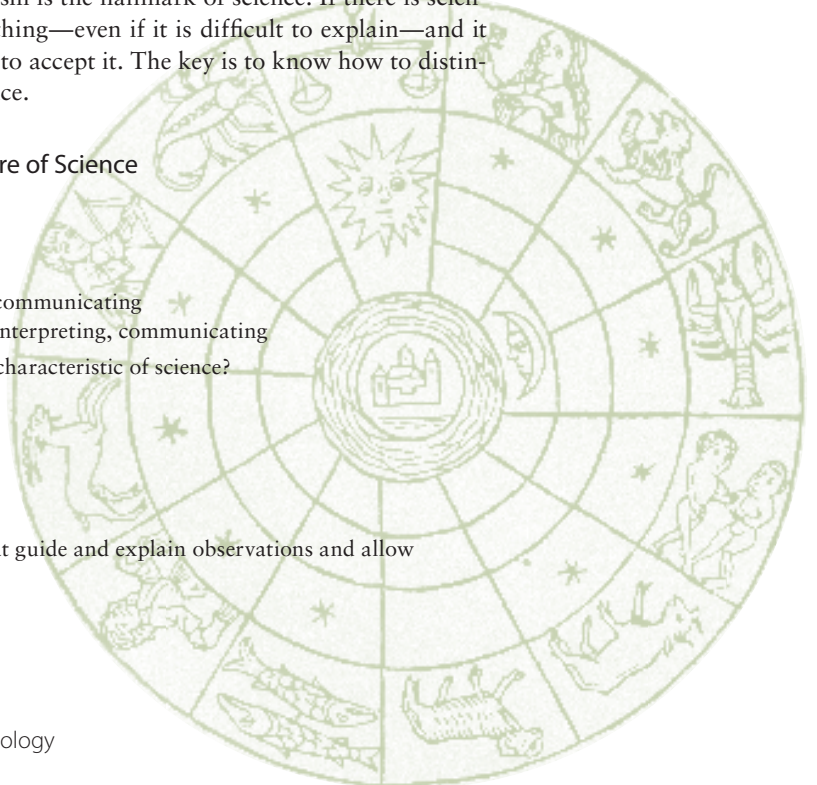 sm is the hallmark of science. If there is scien-
thing—even if it is difficult to explain—and it
to accept it. The key is to know how to distin-
ce.
re of Science
communicating
nterpreting, communicating
characteristic of science?
t guide and explain observations and allow
ology